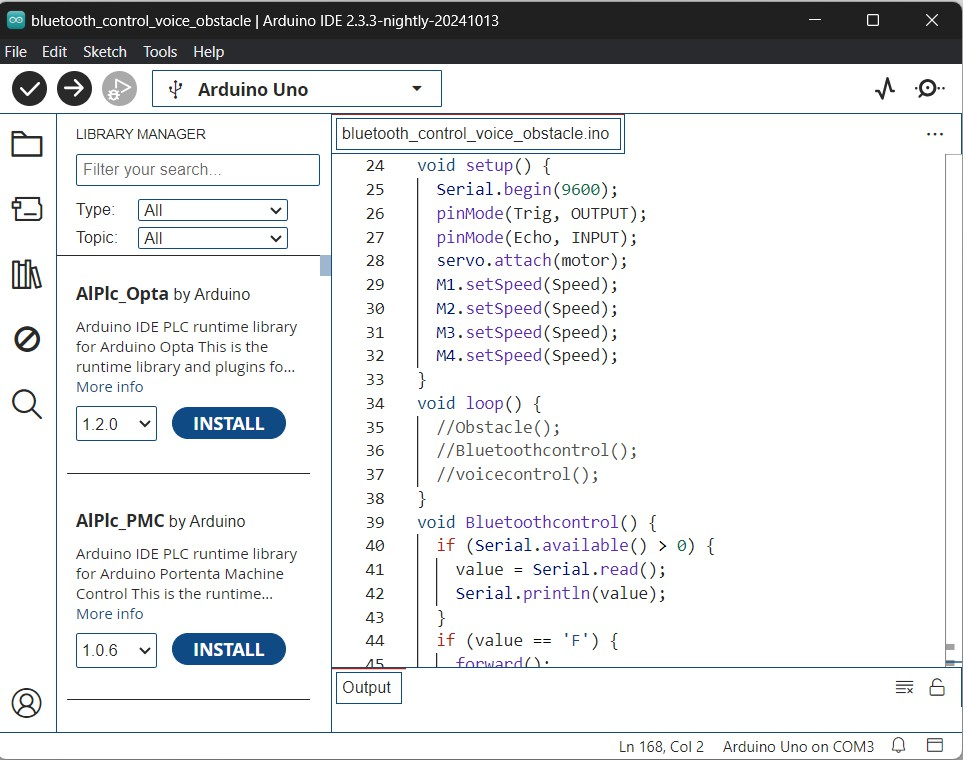 bluetooth_control_voice_obstacle | Arduino IDE 2.3.3-nightly-20241013
File Edit Sketch Tools Help
Arduino Uno
LIBRARY MANAGER
Filter your search...
Type: All
Topic: All
AlPlc_Opta by Arduino
Arduino IDE PLC runtime library
for Arduino Opta This is the
runtime library and plugins fo...
More info
1.2.0 INSTALL
AlPlc_PMC by Arduino
Arduino IDE PLC runtime library
for Arduino Portenta Machine
Control This is the runtime...
More info
1.0.6 INSTALL
bluetooth_control_voice_obstacle.ino
24 void setup() {
25 Serial.begin(9600);
26 pinMode(Trig, OUTPUT);
27 pinMode(Echo, INPUT);
28 servo.attach(motor);
29 M1.setSpeed(Speed);
30 M2.setSpeed(Speed);
31 M3.setSpeed(Speed);
32 M4.setSpeed(Speed);
33 }
34 void loop() {
35 //Obstacle();
36 //Bluetoothcontrol();
37 //voicecontrol();
38 }
39 void Bluetoothcontrol() {
40 if (Serial.available() > 0) {
41 value = Serial.read();
42 Serial.println(value);
43 }
44 if (value == 'F') {
45 forward();
Output
Ln 168, Col 2 Arduino Uno on COM3